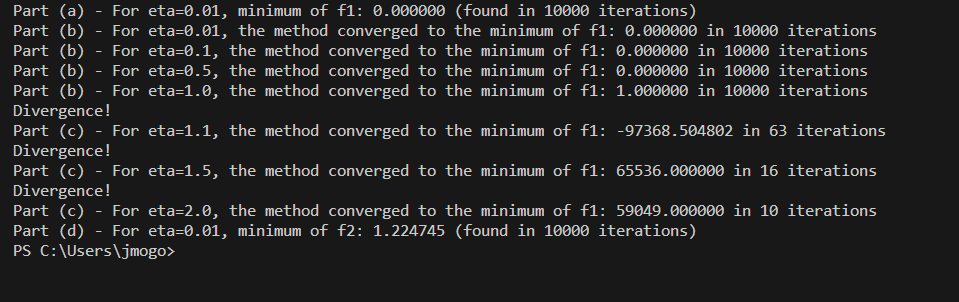 Part (a) - For eta=0.01, minimum of f1: 0.000000 (found in 10000 iterations)
Part (b) - For eta=0.01, the method converged to the minimum of f1: 0.000000 in 10000 iterations
Part (b) - For eta=0.1, the method converged to the minimum of f1: 0.000000 in 10000 iterations
Part (b) - For eta=0.5, the method converged to the minimum of f1: 0.000000 in 10000 iterations
Part (b) - For eta=1.0, the method converged to the minimum of f1: 1.000000 in 10000 iterations
Divergence!
Part (c) - For eta=1.1, the method converged to the minimum of f1: -97368.504802 in 63 iterations
Divergence!
Part (c) - For eta=1.5, the method converged to the minimum of f1: 65536.000000 in 16 iterations
Divergence!
Part (c) - For eta=2.0, the method converged to the minimum of f1: 59049.000000 in 10 iterations
Part (d) - For eta=0.01, minimum of f2: 1.224745 (found in 10000 iterations)
PS C:\Users\jmogo>